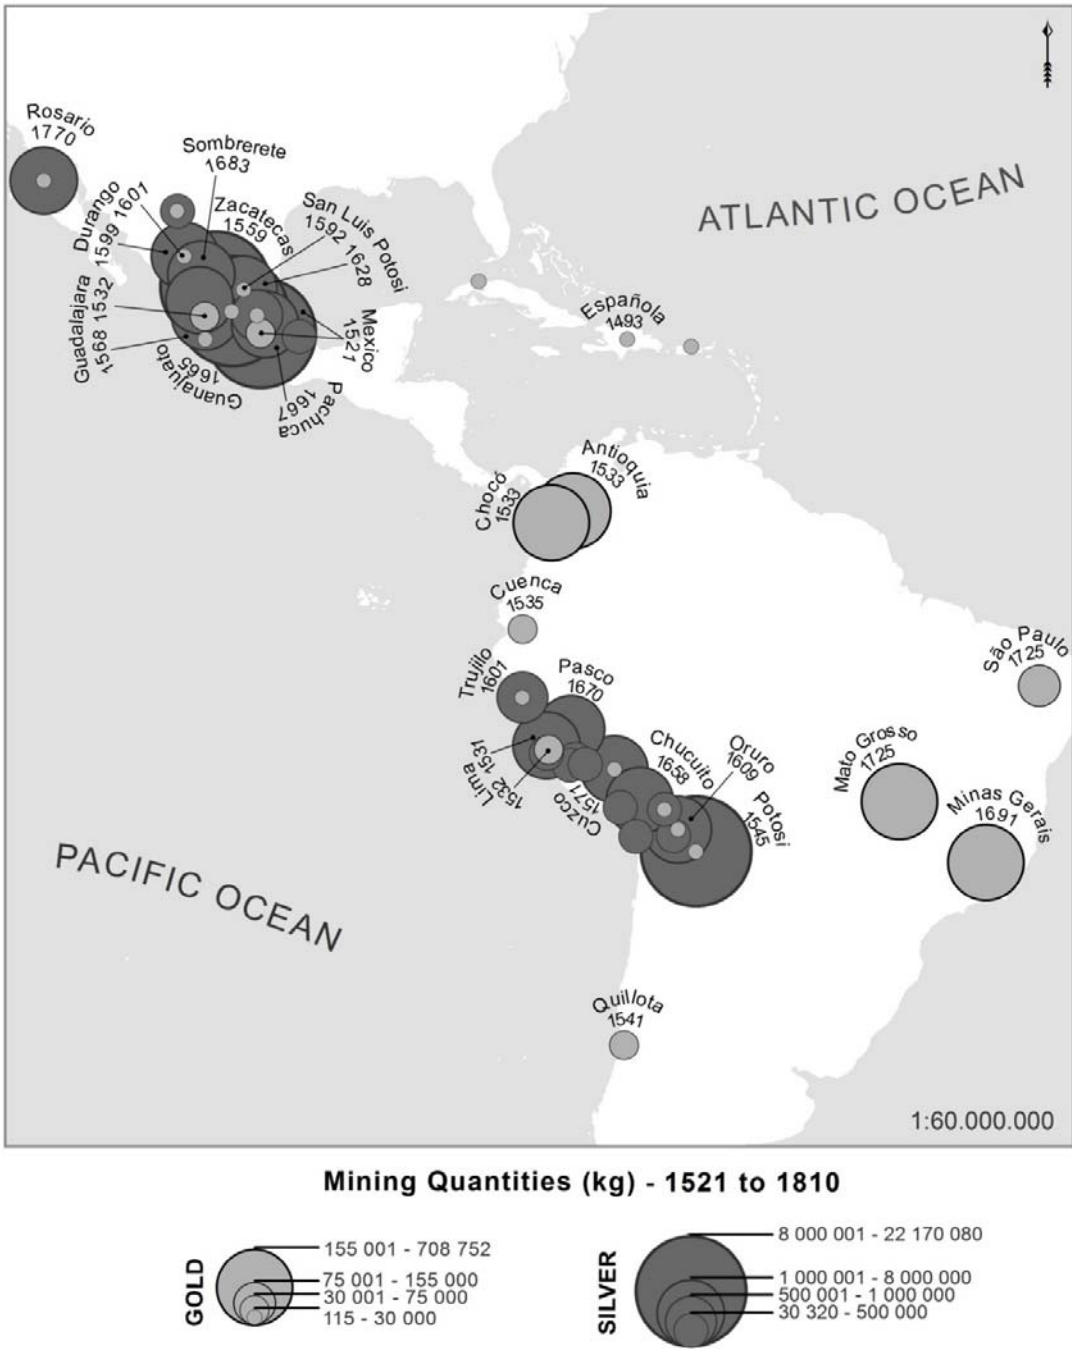 Rosario
1770
Sombrerete
1683
Durango
1599 1601
Zacatecas
1559
San Luis Potosi
1592 1628
Guadalajara
1568 1532
Guanajuato
1665
Mexico
1521
Pachuca
1667
ATLANTIC OCEAN
Española
1493
Antioquia
1533
Chocó
1533
Cuenca
1535
Trujilo
1601
Pasco
1670
Lima
1532 1531
Cuzco
1571
Chucuito
1658
Oruro
1609
Potosi
1545
São Paulo
1725
Mato Grosso
1725
Minas Gerais
1691
PACIFIC OCEAN
Quillota
1541
1:60.000.000
Mining Quantities (kg) - 1521 to 1810
GOLD
155 001 - 708 752
75 001 - 155 000
30 001 - 75 000
115 - 30 000
SILVER
8 000 001 - 22 170 080
1 000 001 - 8 000 000
500 001 - 1 000 000
30 320 - 500 000